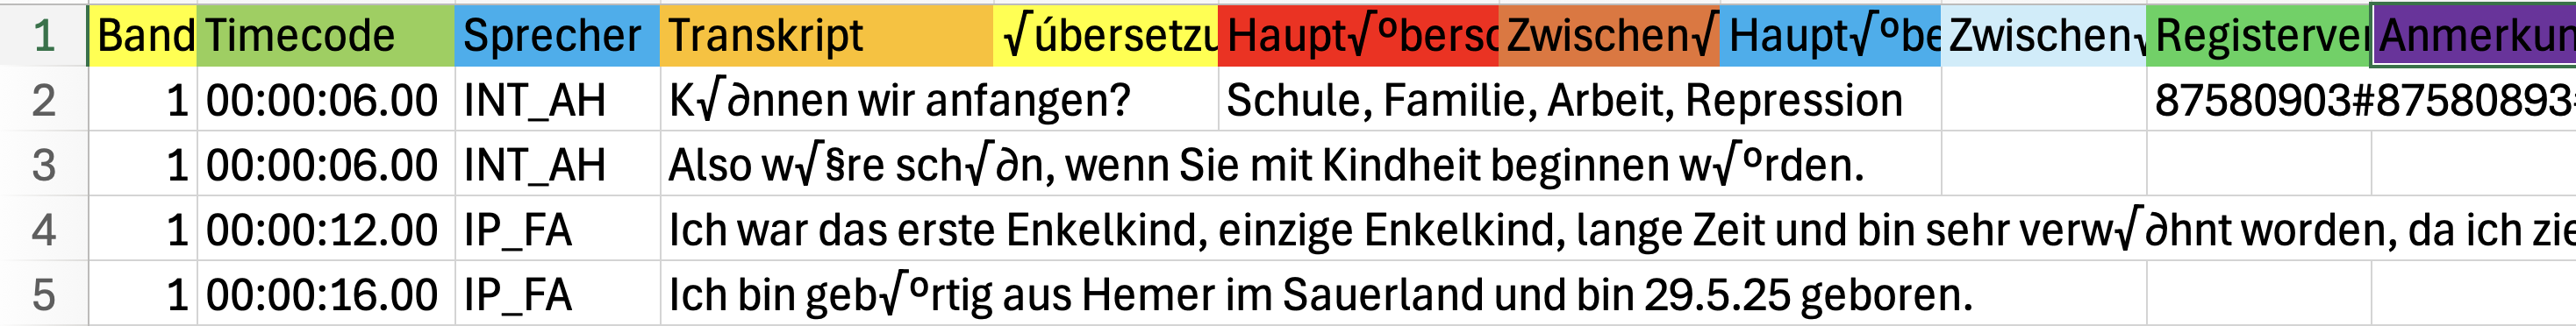 1 Band Timecode Sprecher Transkript √úbersetzu Haupt√ºbersc Zwischen√ Haupt√ºbe Zwischen√ Registerver Anmerkun
2 1 00:00:06.00 INT_AH K√∂nnen wir anfangen? Schule, Familie, Arbeit, Repression 87580903#87580893#
3 1 00:00:06.00 INT_AH Also w√§re sch√∂n, wenn Sie mit Kindheit beginnen w√ºrden.
4 1 00:00:12.00 IP_FA Ich war das erste Enkelkind, einzige Enkelkind, lange Zeit und bin sehr verw√∂hnt worden, da ich zie
5 1 00:00:16.00 IP_FA Ich bin geb√ºrtig aus Hemer im Sauerland und bin 29.5.25 geboren.